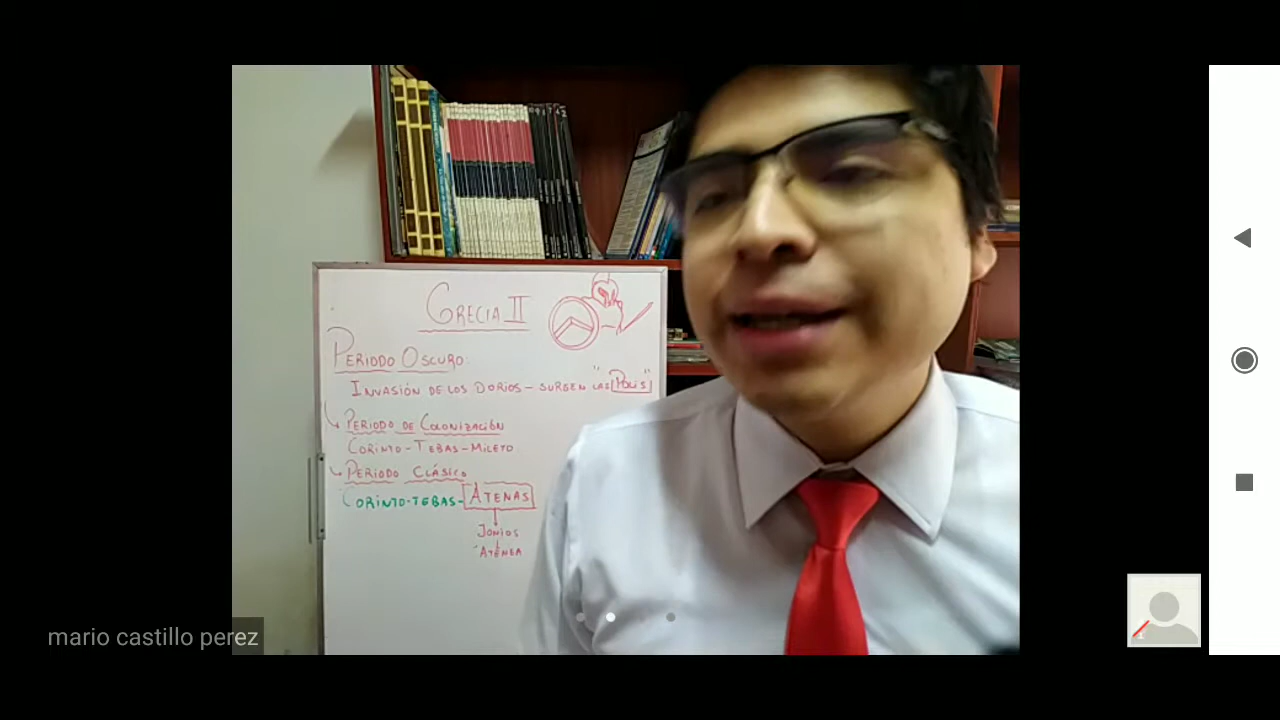 GRECIA II
PERIODO OSCURO:
INVASIÓN DE LOS DORIOS - SURGEN LAS "POLIS"
PERIODO DE COLONIZACIÓN
CORINTO - TEBAS - MILETO
PERIODO CLÁSICO
CORINTO - TEBAS - ATENAS
JONIOS
ATENEA
mario castillo perez